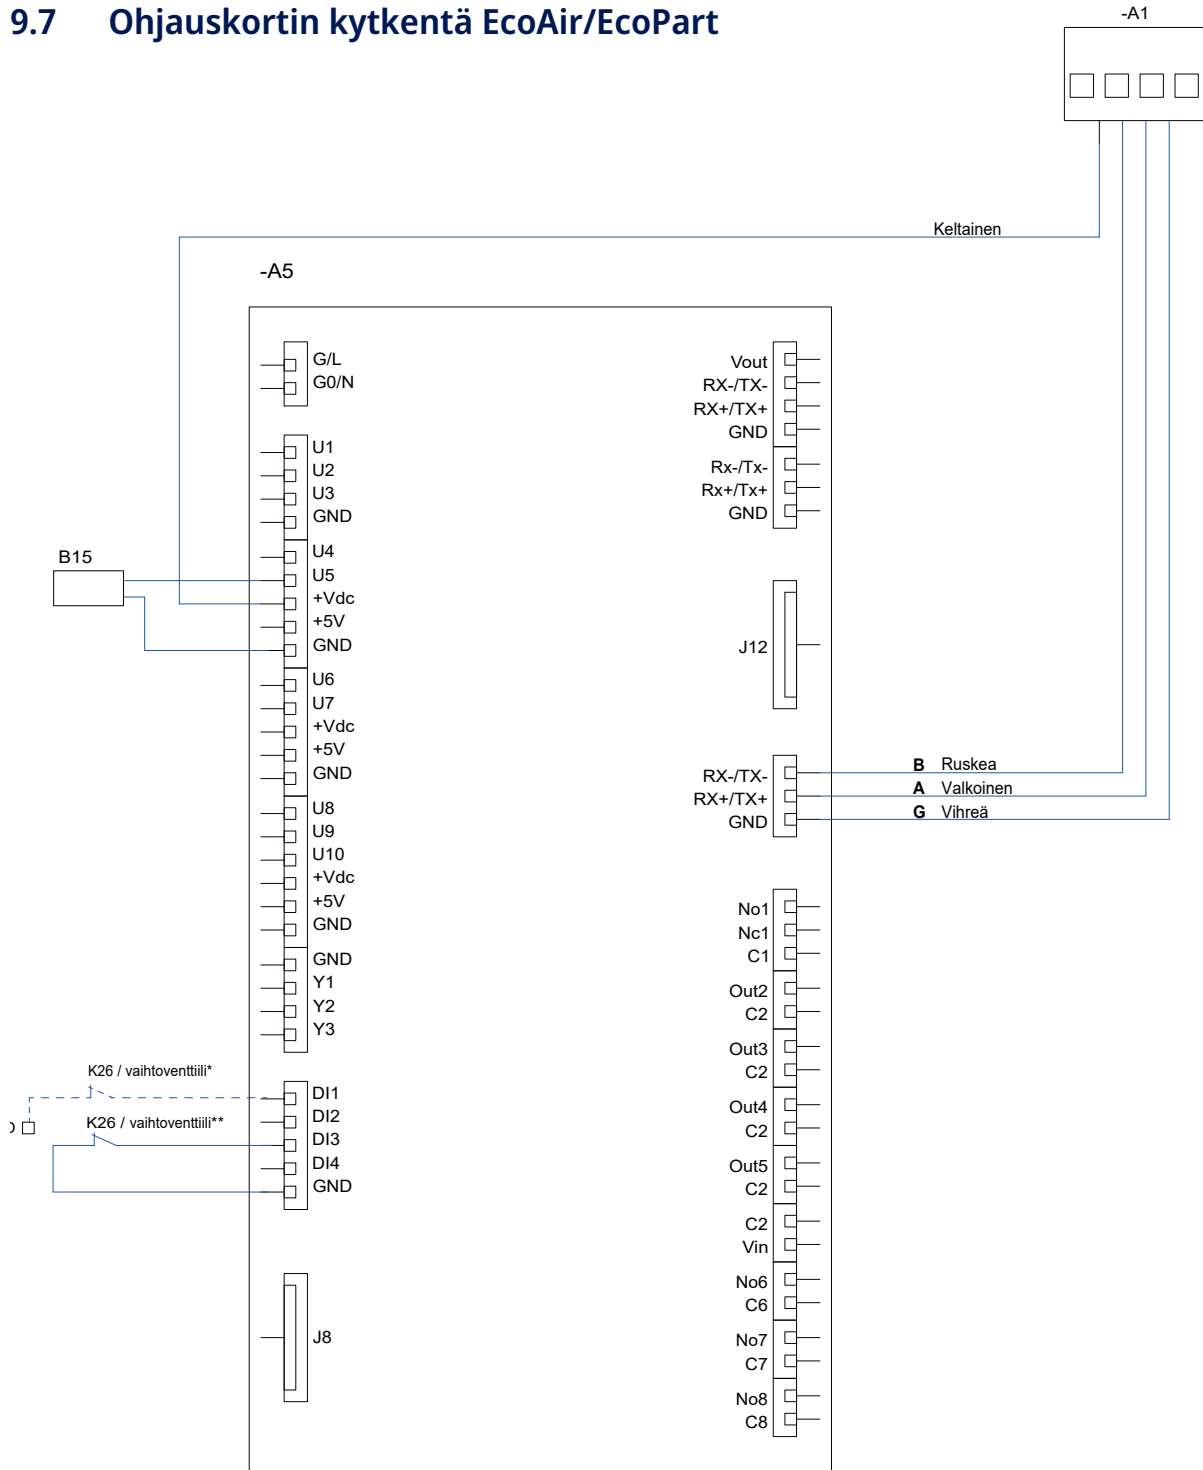 9.7 Ohjauskortin kytkentä EcoAir/EcoPart
-A1
Keltainen
-A5
G/L
G0/N
U1
U2
U3
GND
U4
U5
+Vdc
+5V
GND
U6
U7
+Vdc
+5V
GND
U8
U9
U10
+Vdc
+5V
GND
GND
Y1
Y2
Y3
DI1
DI2
DI3
DI4
GND
J8
B15
K26 / vaihtoventtiili*
K26 / vaihtoventtiili**
Vout
RX-/TX-
RX+/TX+
GND
Rx-/Tx-
Rx+/Tx+
GND
J12
RX-/TX-
RX+/TX+
GND
B Ruskea
A Valkoinen
G Vihreä
No1
Nc1
C1
Out2
C2
Out3
C2
Out4
C2
Out5
C2
C2
Vin
No6
C6
No7
C7
No8
C8